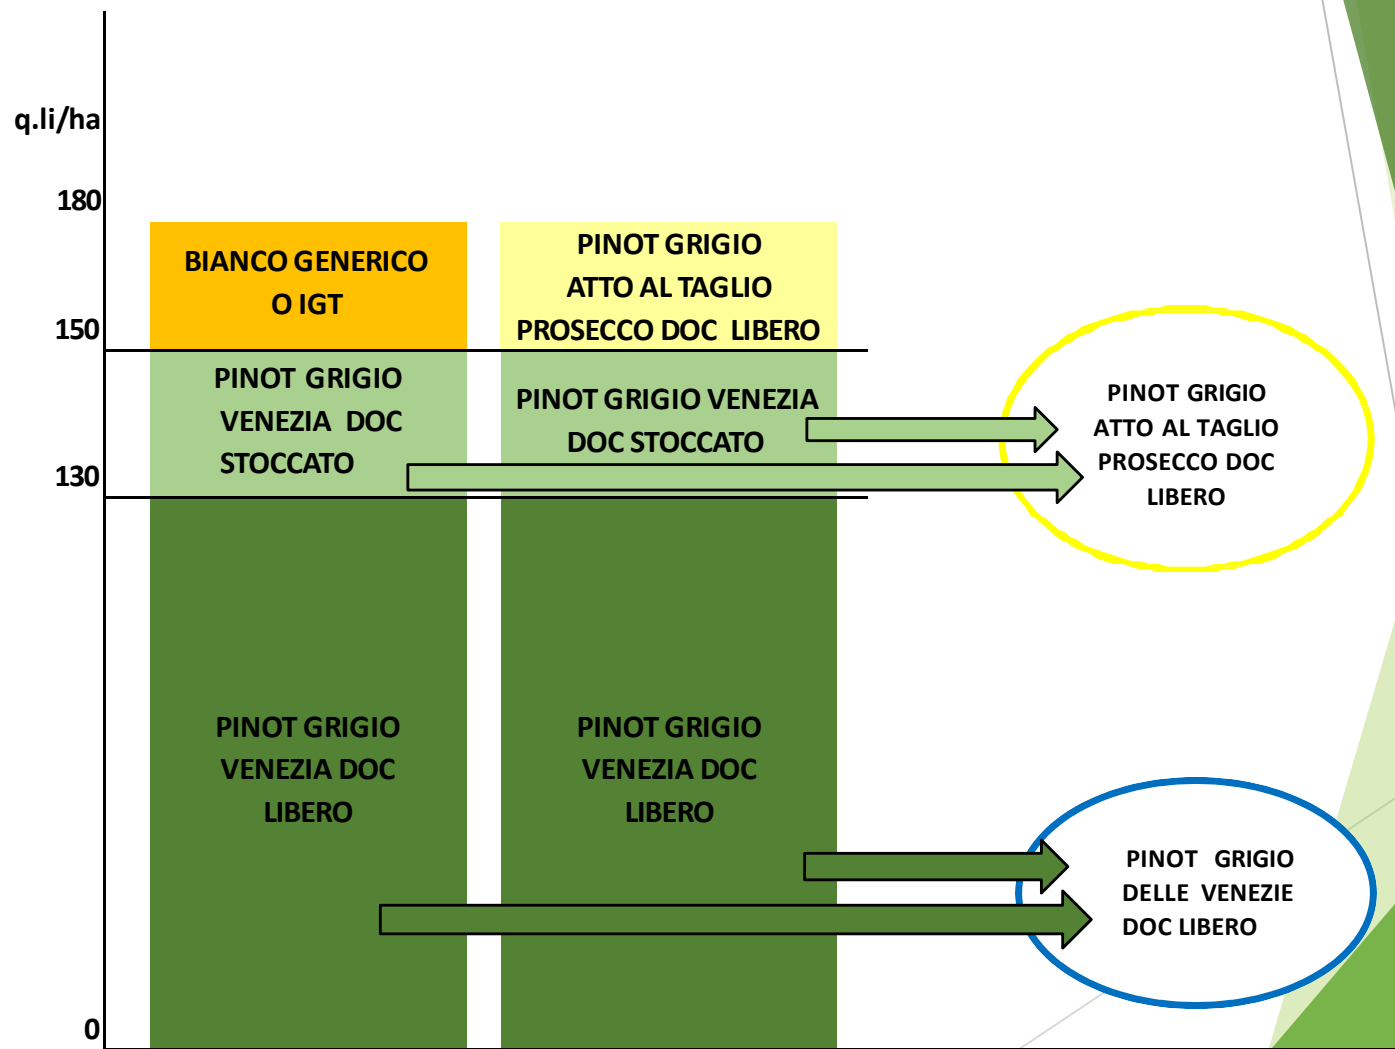 q.li/ha
180
150
130
0
BIANCO GENERICO
O IGT
PINOT GRIGIO
VENEZIA DOC
STOCCATO
PINOT GRIGIO
VENEZIA DOC
LIBERO
PINOT GRIGIO
ATTO AL TAGLIO
PROSECCO DOC LIBERO
PINOT GRIGIO VENEZIA
DOC STOCCATO
PINOT GRIGIO
VENEZIA DOC
LIBERO
PINOT GRIGIO
ATTO AL TAGLIO
PROSECCO DOC
LIBERO
PINOT GRIGIO
DELLE VENEZIE
DOC LIBERO